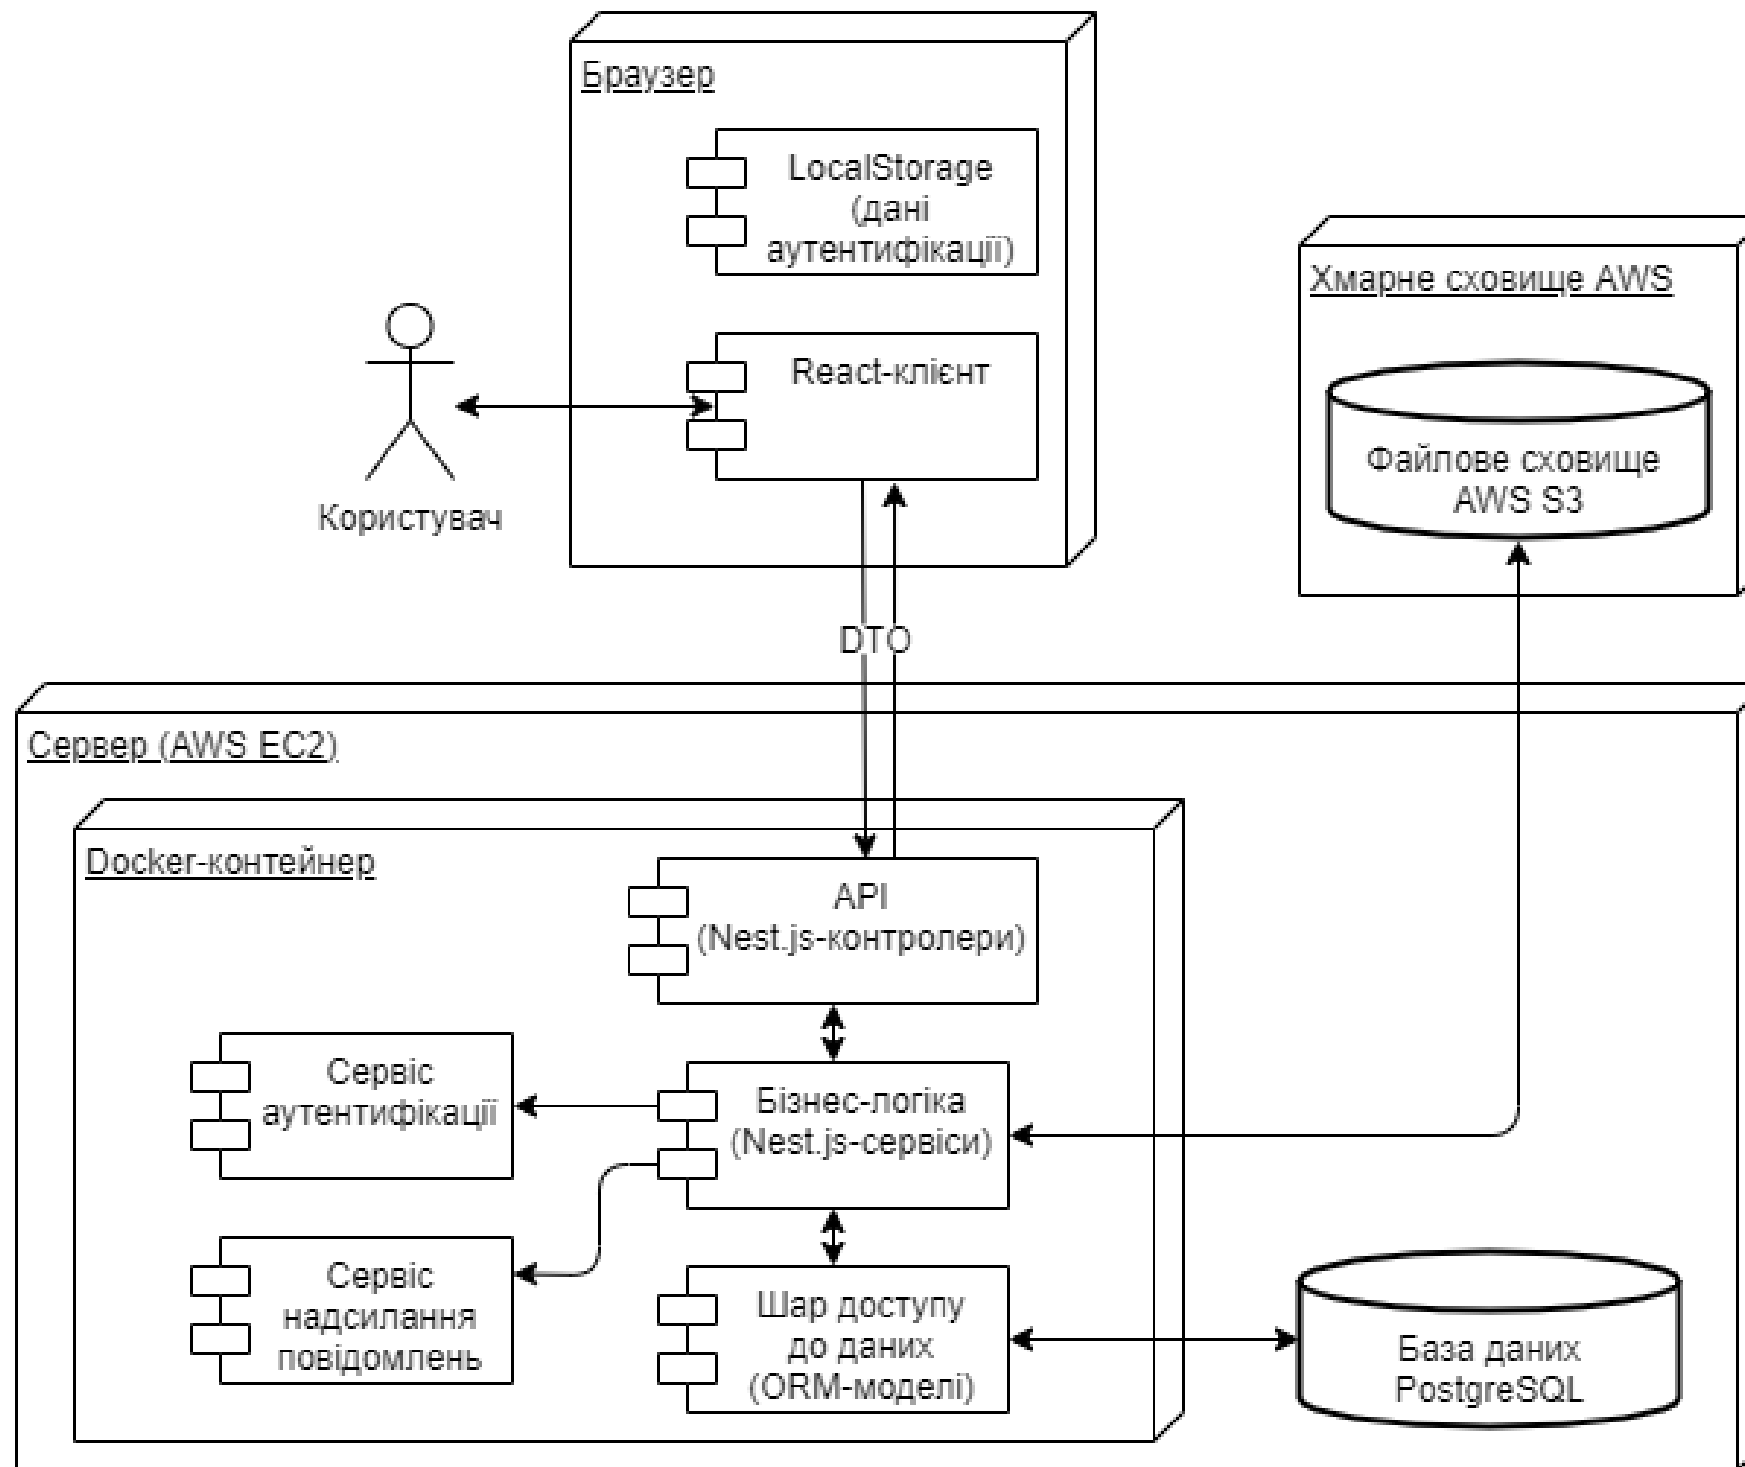 Браузер
LocalStorage
(дані
аутентифікації)
Хмарне сховище AWS
React-клієнт
Файлове сховище
AWS S3
Користувач
DTO
Сервер (AWS EC2)
Docker-контейнер
API
(Nest.js-контролери)
Сервіс
аутентифікації
Бізнес-логіка
(Nest.js-сервіси)
Сервіс
надсилання
повідомлень
Шар доступу
до даних
(ORM-моделі)
База даних
PostgreSQL